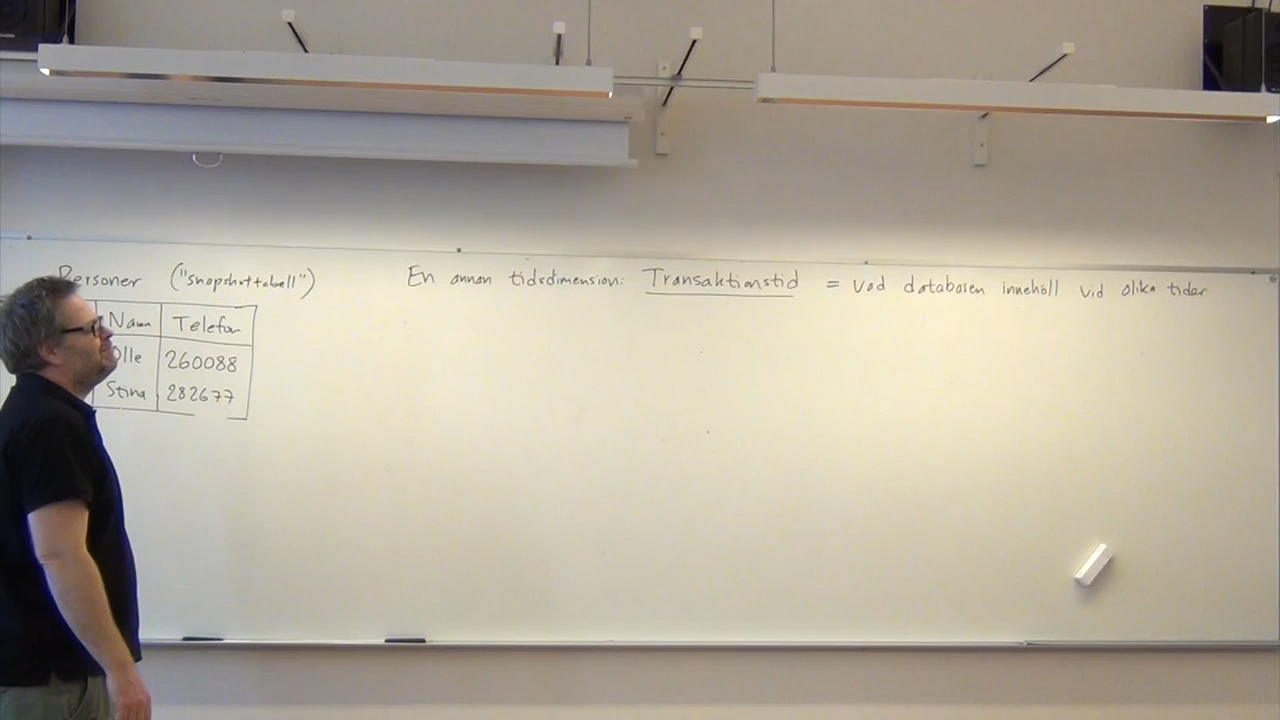 Personer ("snapshottabell")
En annan tidsdimension: Transaktionstid = vad databasen innehöll vid olika tider
Namn Telefon
Olle 260088
Stina 282677